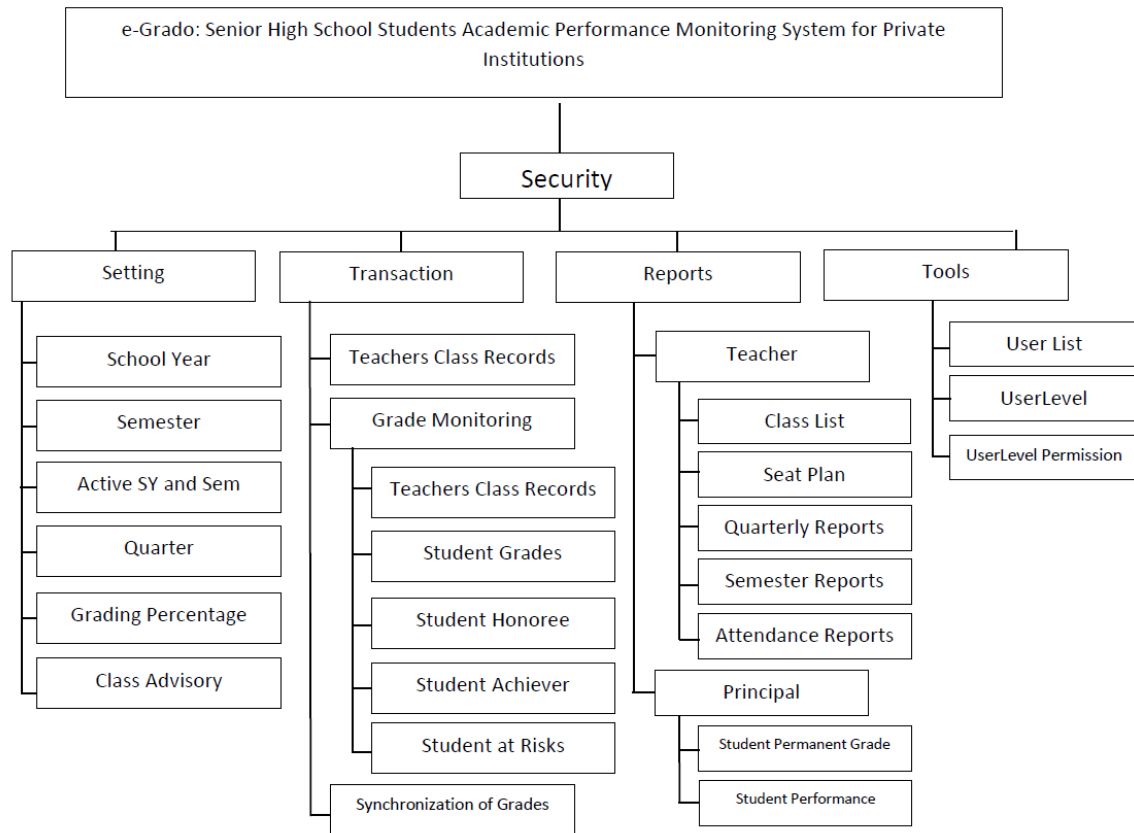 e-Grado: Senior High School Students Academic Performance Monitoring System for Private
Institutions
Security
Setting
Transaction
Reports
Tools
School Year
Semester
Active SY and Sem
Quarter
Grading Percentage
Class Advisory
Teachers Class Records
Grade Monitoring
Teachers Class Records
Student Grades
Student Honoree
Student Achiever
Student at Risks
Synchronization of Grades
Teacher
Class List
Seat Plan
Quarterly Reports
Semester Reports
Attendance Reports
Principal
Student Permanent Grade
Student Performance
User List
UserLevel
UserLevel Permission